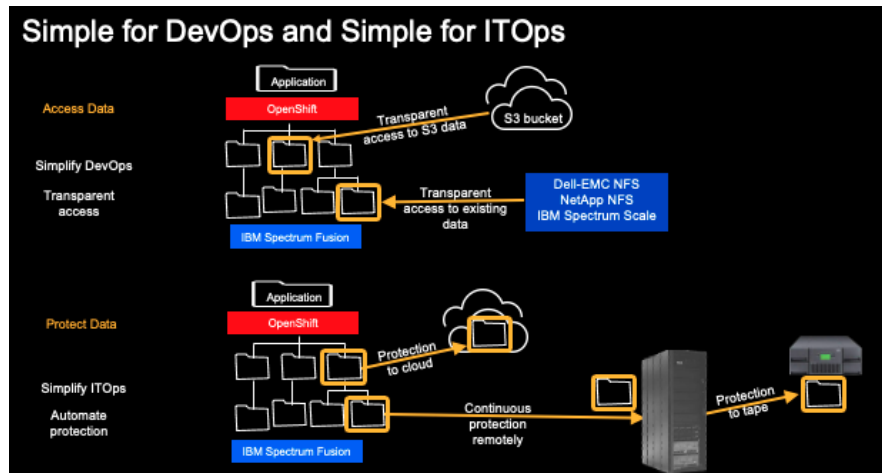 Simple for DevOps and Simple for ITOps
Application
Access Data
OpenShift
Transparent
access to S3 data
S3 bucket
Simplify DevOps
Transparent
access
Transparent
access to existing
data
Dell-EMC NFS
NetApp NFS
IBM Spectrum Scale
IBM Spectrum Fusion
Application
Protect Data
OpenShift
Protection
to cloud
Simplify ITOps
Automate
protection
Continuous
protection
remotely
Protection
to tape
IBM Spectrum Fusion